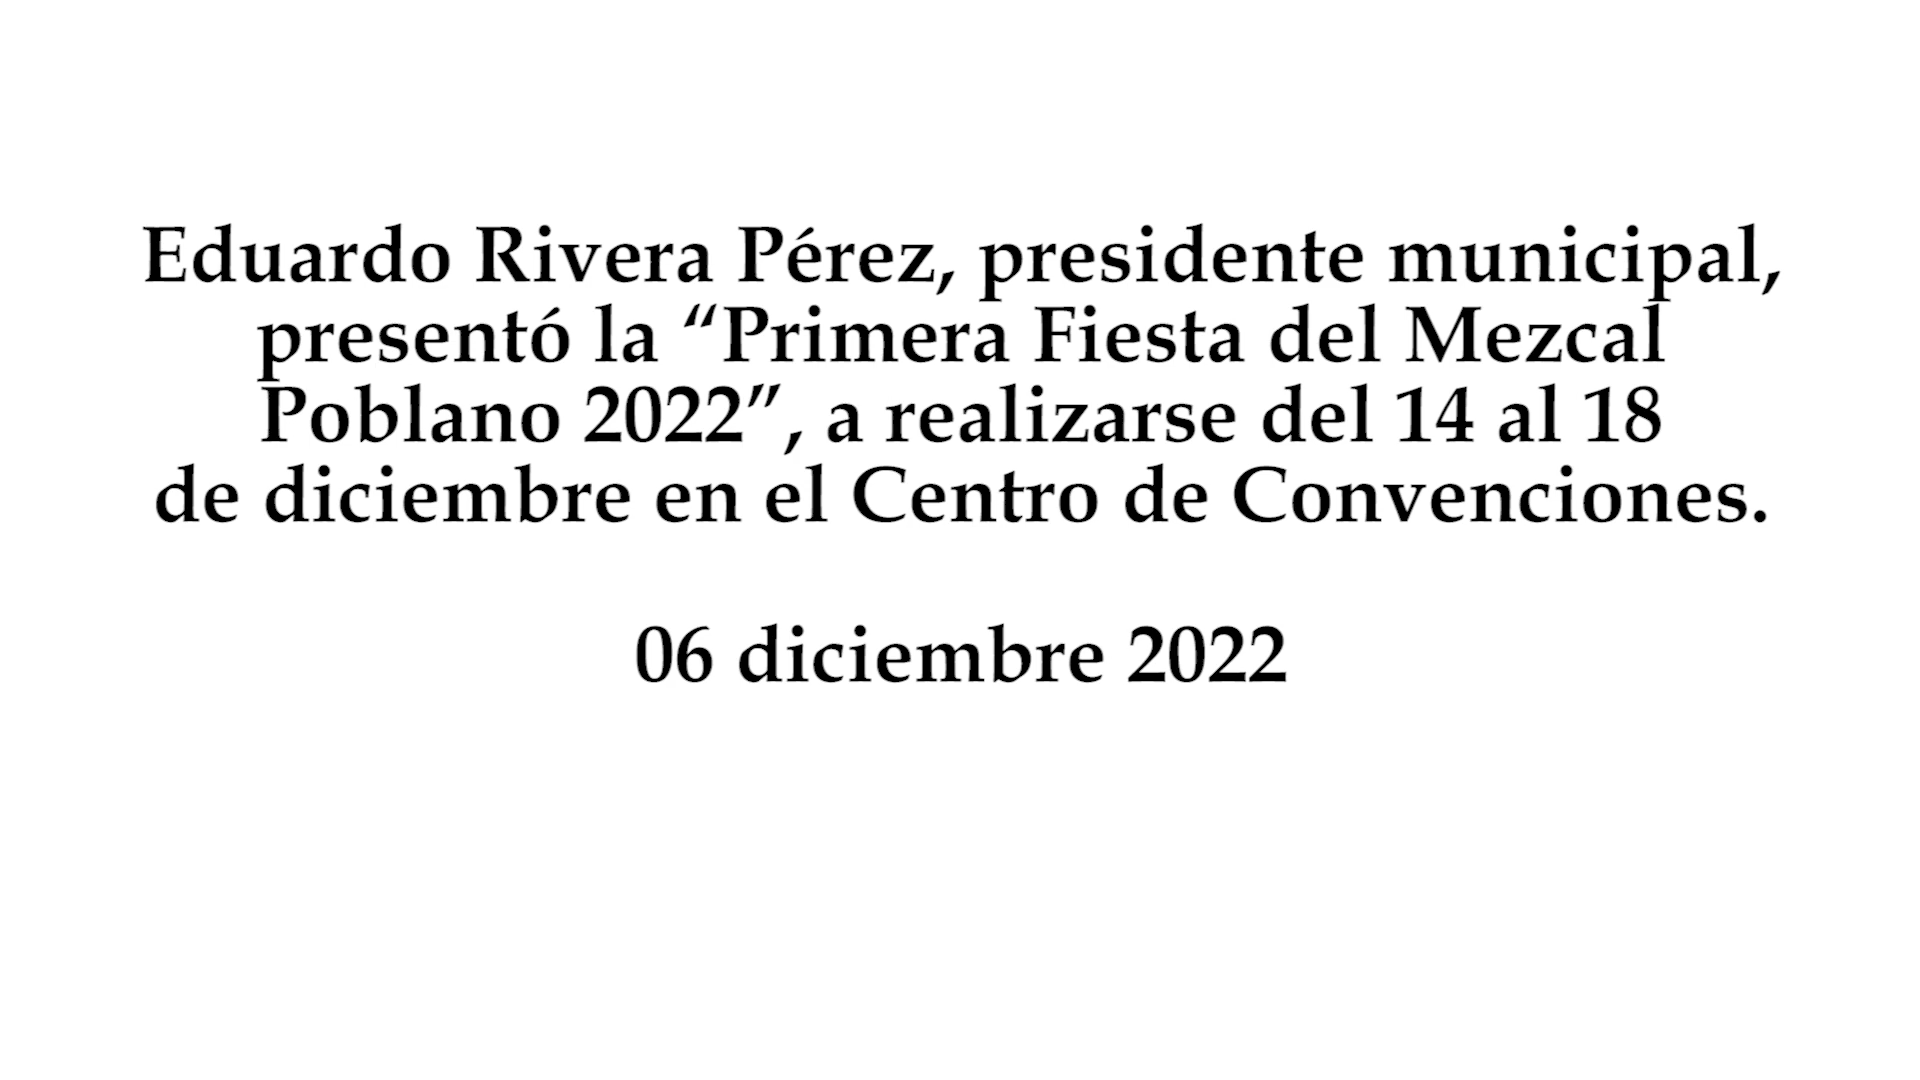 Eduardo Rivera Pérez, presidente municipal,
presentó la “Primera Fiesta del Mezcal
Poblano 2022”, a realizarse del 14 al 18
de diciembre en el Centro de Convenciones.
06 diciembre 2022